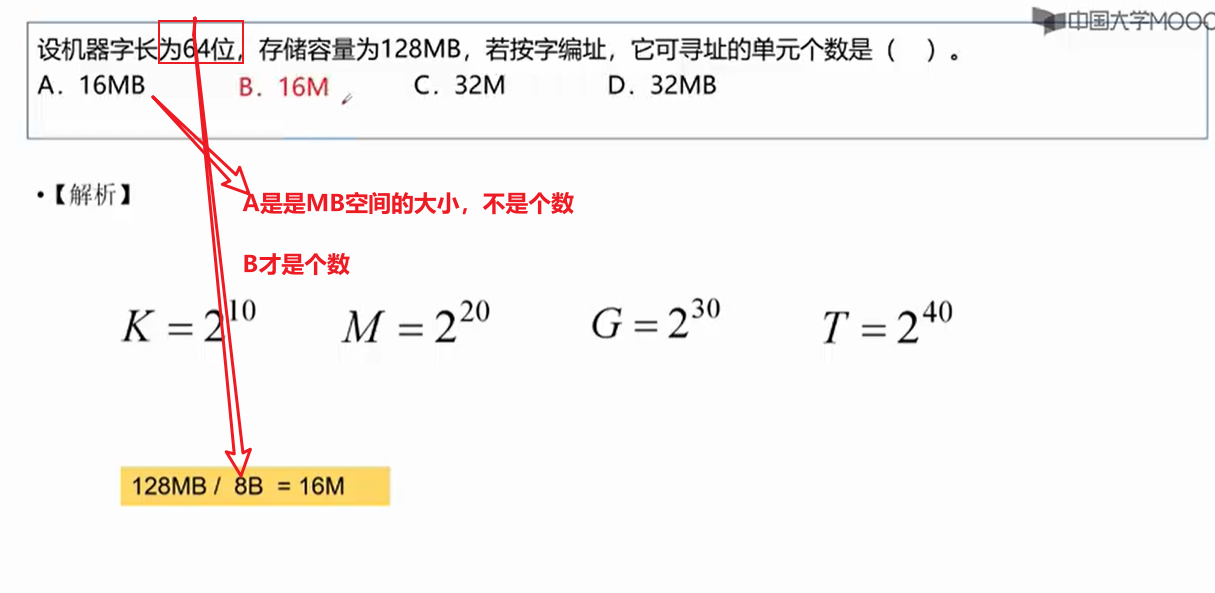 中国大学MOOC
设机器字长为64位，存储容量为128MB，若按字编址，它可寻址的单元个数是（ ）。
A．16MB B．16M C．32M D．32MB
•【解析】
A是是MB空间的大小，不是个数
B才是个数
K = 2^10 M = 2^20 G = 2^30 T = 2^40
128MB / 8B = 16M